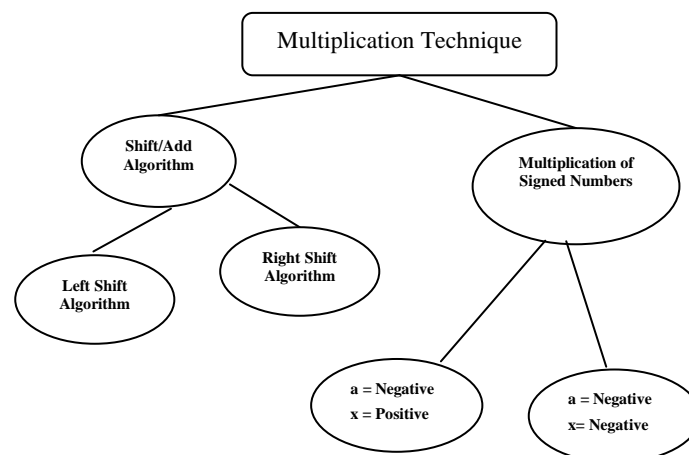 Multiplication Technique
Shift/Add
Algorithm
Multiplication of
Signed Numbers
Left Shift
Algorithm
Right Shift
Algorithm
a = Negative
x = Positive
a = Negative
x= Negative